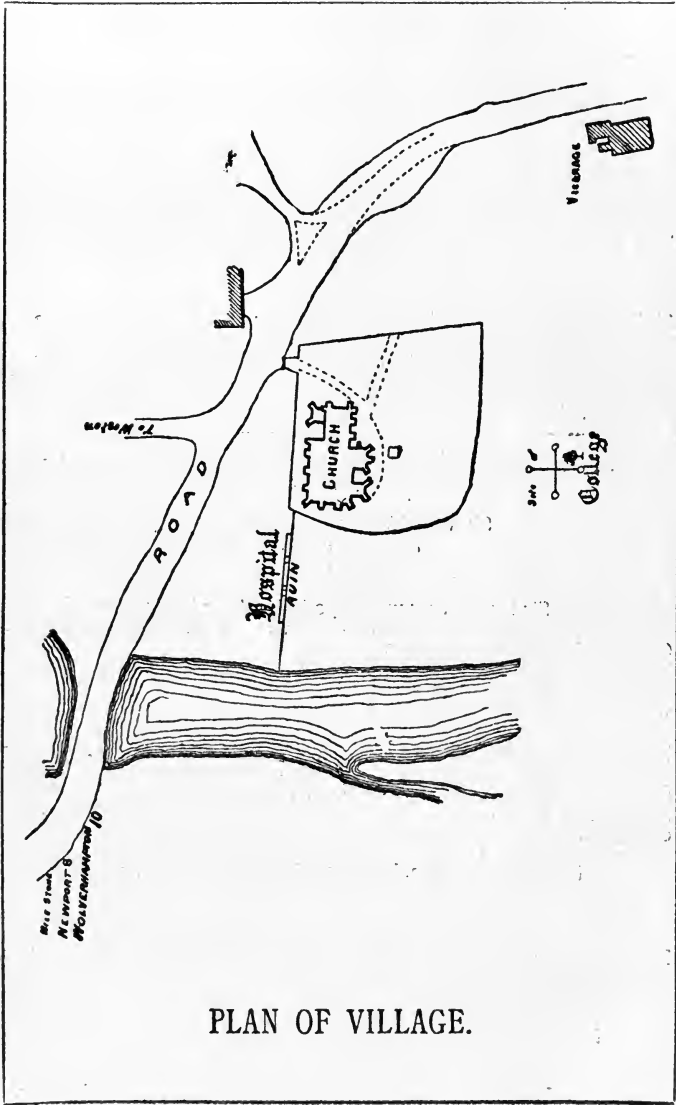 VICARAGE
To Weston
ROAD
CHURCH
Hospital
RUIN
College
MILE STONE
NEWPORT 8
WOLVERHAMPTON 10
PLAN OF VILLAGE.